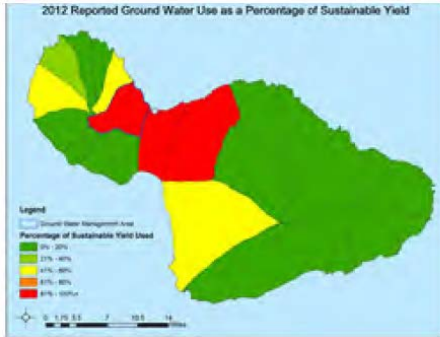 2012 Reported Ground Water Use as a Percentage of Sustainable Yield
Legend
Ground Water Management Area
Percentage of Sustainable Yield Used
0% - 20%
21% - 40%
41% - 60%
61% - 80%
81% - 100%+
0 1.75 3.5 7 10.5 14
Miles